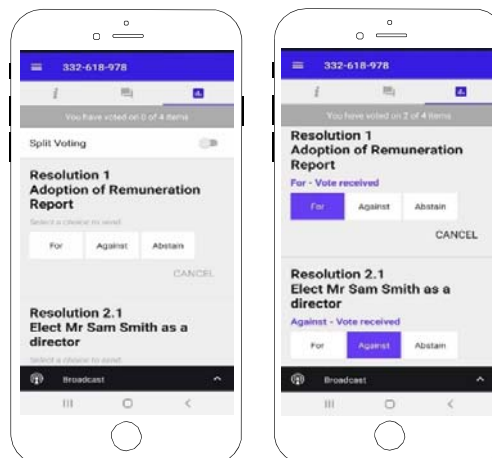 332-618-978
i
You have voted on 0 of 4 items
Split Voting
Resolution 1
Adoption of Remuneration
Report
Select a choice to send.
For Against Abstain
CANCEL
Resolution 2.1
Elect Mr Sam Smith as a
director
Select a choice to send.
Broadcast
332-618-978
i
You have voted on 2 of 4 items
Resolution 1
Adoption of Remuneration
Report
For - Vote received
For Against Abstain
CANCEL
Resolution 2.1
Elect Mr Sam Smith as a
director
Against - Vote received
For Against Abstain
Broadcast